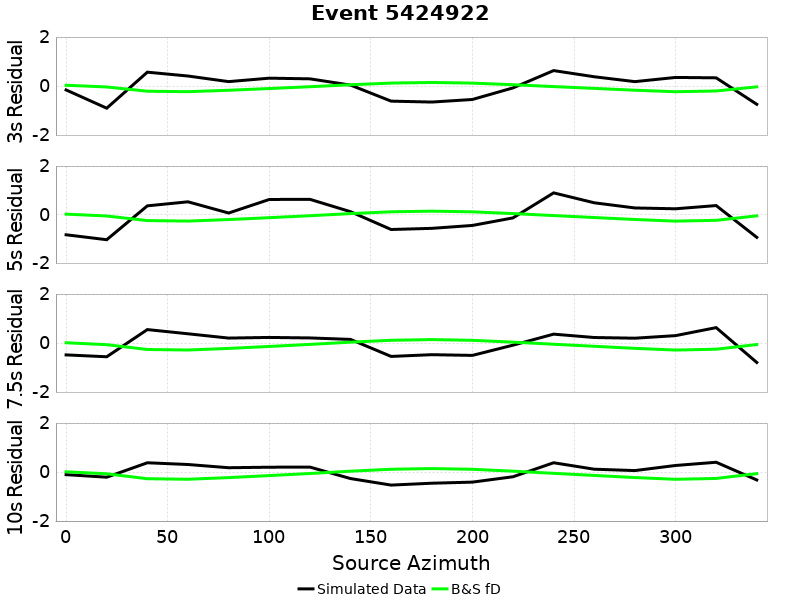 Event 5424922
3s Residual
2
0
-2
5s Residual
2
0
-2
7.5s Residual
2
0
-2
10s Residual
2
0
-2
0 50 100 150 200 250 300
Source Azimuth
Simulated Data B&S fD